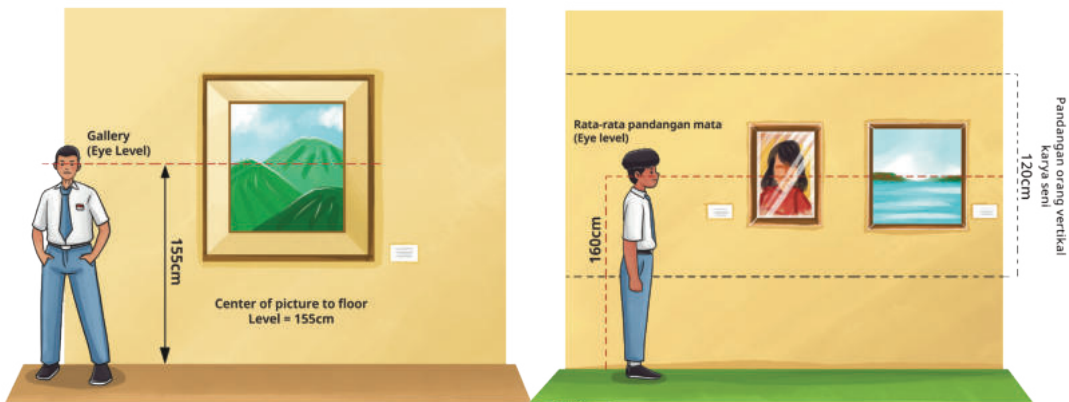 Gallery
(Eye Level)
155cm
Center of picture to floor
Level = 155cm
Rata-rata pandangan mata
(Eye level)
160cm
Pandangan orang vertikal
karya seni
120cm